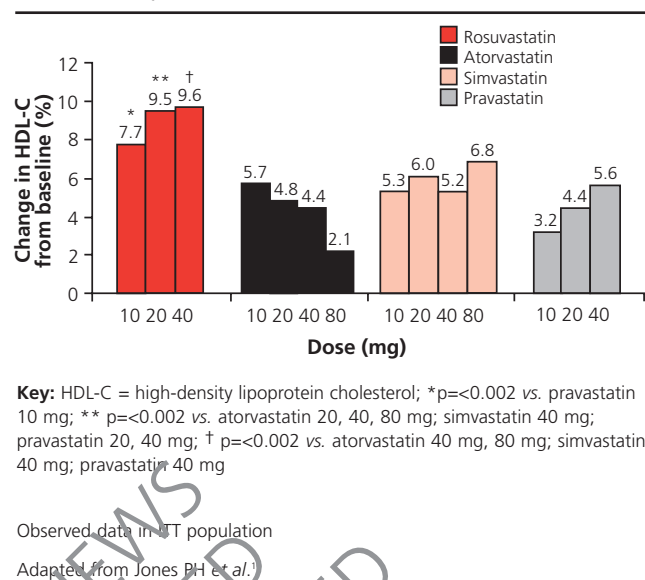 Rosuvastatin
Atorvastatin
Simvastatin
Pravastatin
Change in HDL-C
from baseline (%)
12
10
8
6
4
2
0
*
**
†
7.7
9.5
9.6
5.7
4.8
4.4
2.1
5.3
6.0
5.2
6.8
3.2
4.4
5.6
10 20 40
10 20 40 80
10 20 40 80
10 20 40
Dose (mg)
Key: HDL-C = high-density lipoprotein cholesterol; *p=<0.002 vs. pravastatin
10 mg; ** p=<0.002 vs. atorvastatin 20, 40, 80 mg; simvastatin 40 mg;
pravastatin 20, 40 mg; † p=<0.002 vs. atorvastatin 40 mg, 80 mg; simvastatin
40 mg; pravastatin 40 mg
Observed data in ITT population
Adapted from Jones PH et al.¹